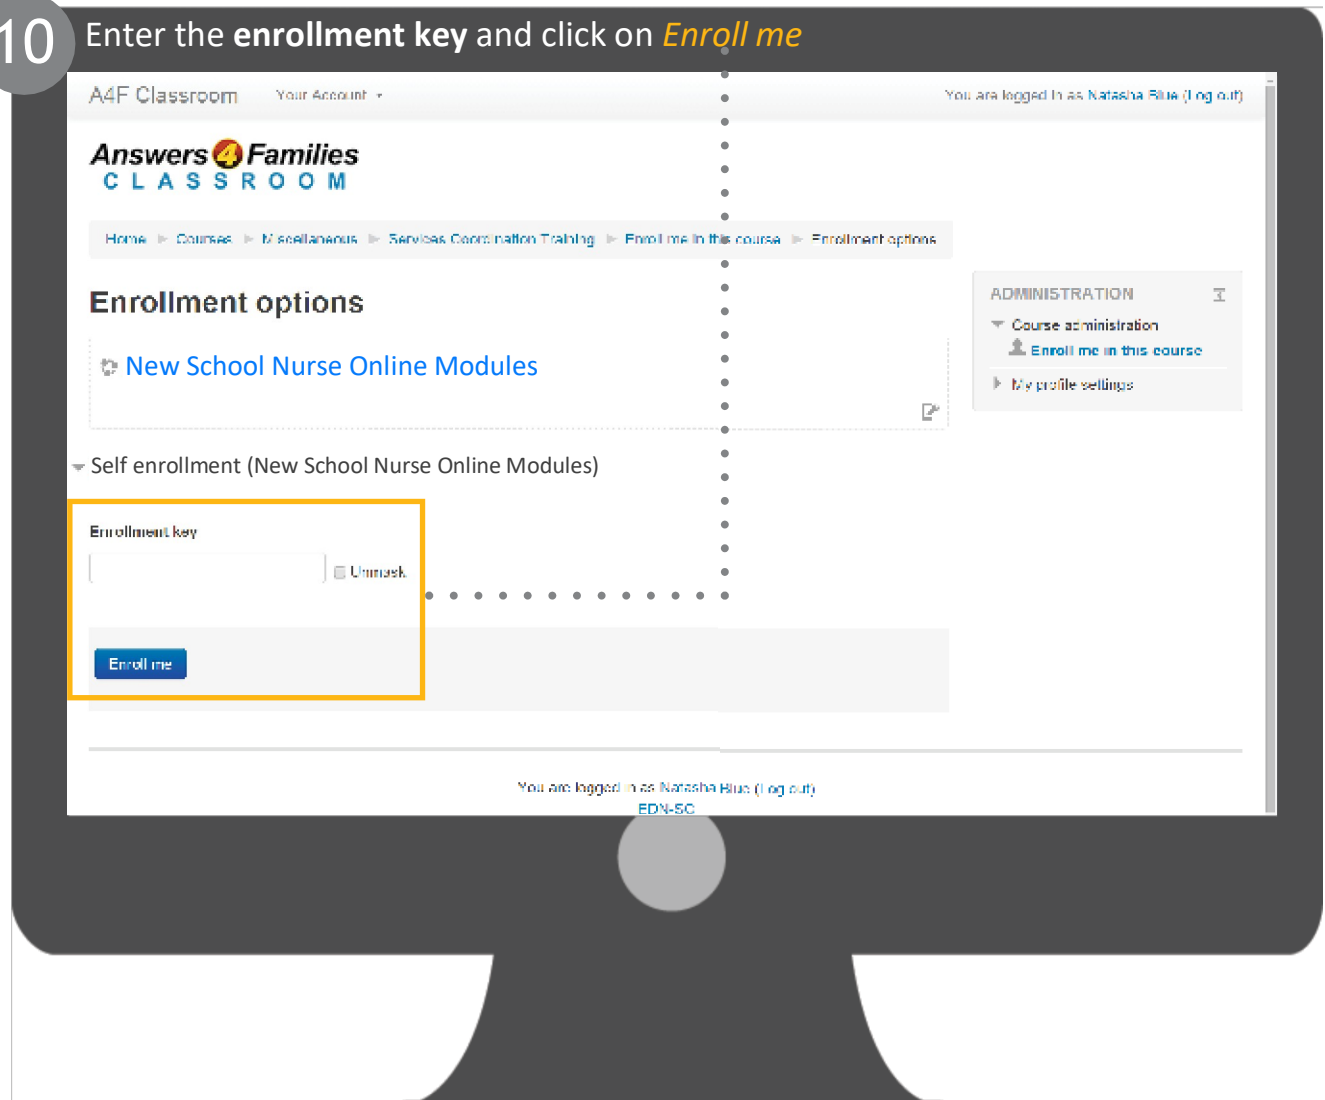 10
Enter the enrollment key and click on Enroll me
A4F Classroom Your Account
You are logged in as Natasha Blue (Log out)
Answers4Families
CLASSROOM
Home Courses Miscellaneous Services Coordination Training Enroll me in this course Enrollment options
Enrollment options
ADMINISTRATION
Course administration
Enroll me in this course
My profile settings
New School Nurse Online Modules
Self enrollment (New School Nurse Online Modules)
Enrollment key
Unmask
Enroll me
You are logged in as Natasha Blue (Log out)
EDN-SC